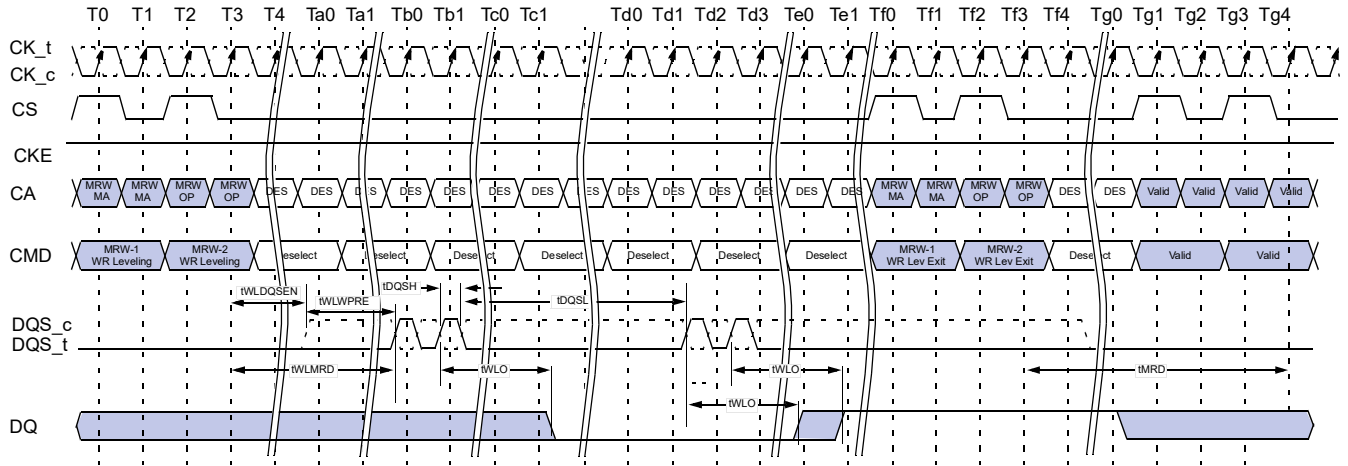 T0 T1 T2 T3 T4 Ta0 Ta1 Tb0 Tb1 Tc0 Tc1 Td0 Td1 Td2 Td3 Te0 Te1 Tf0 Tf1 Tf2 Tf3 Tf4 Tg0 Tg1 Tg2 Tg3 Tg4
CK_t
CK_c
CS
CKE
CA MRW MA MRW MA MRW OP MRW OP DES DES DES DES DES DES DES DES DES DES DES DES DES DES MRW MA MRW MA MRW OP MRW OP DES DES Valid Valid Valid Valid
CMD MRW-1 WR Leveling MRW-2 WR Leveling eselect Deselect Deselect Deselect Deselect Deselect MRW-1 WR Lev Exit MRW-2 WR Lev Exit Deselect Valid Valid
tWLDQSEN tWLWPRE tDQSH tDQSL
DQS_c
DQS_t
tWLMRD tWLO tWLO tMRD
tWLO
DQ